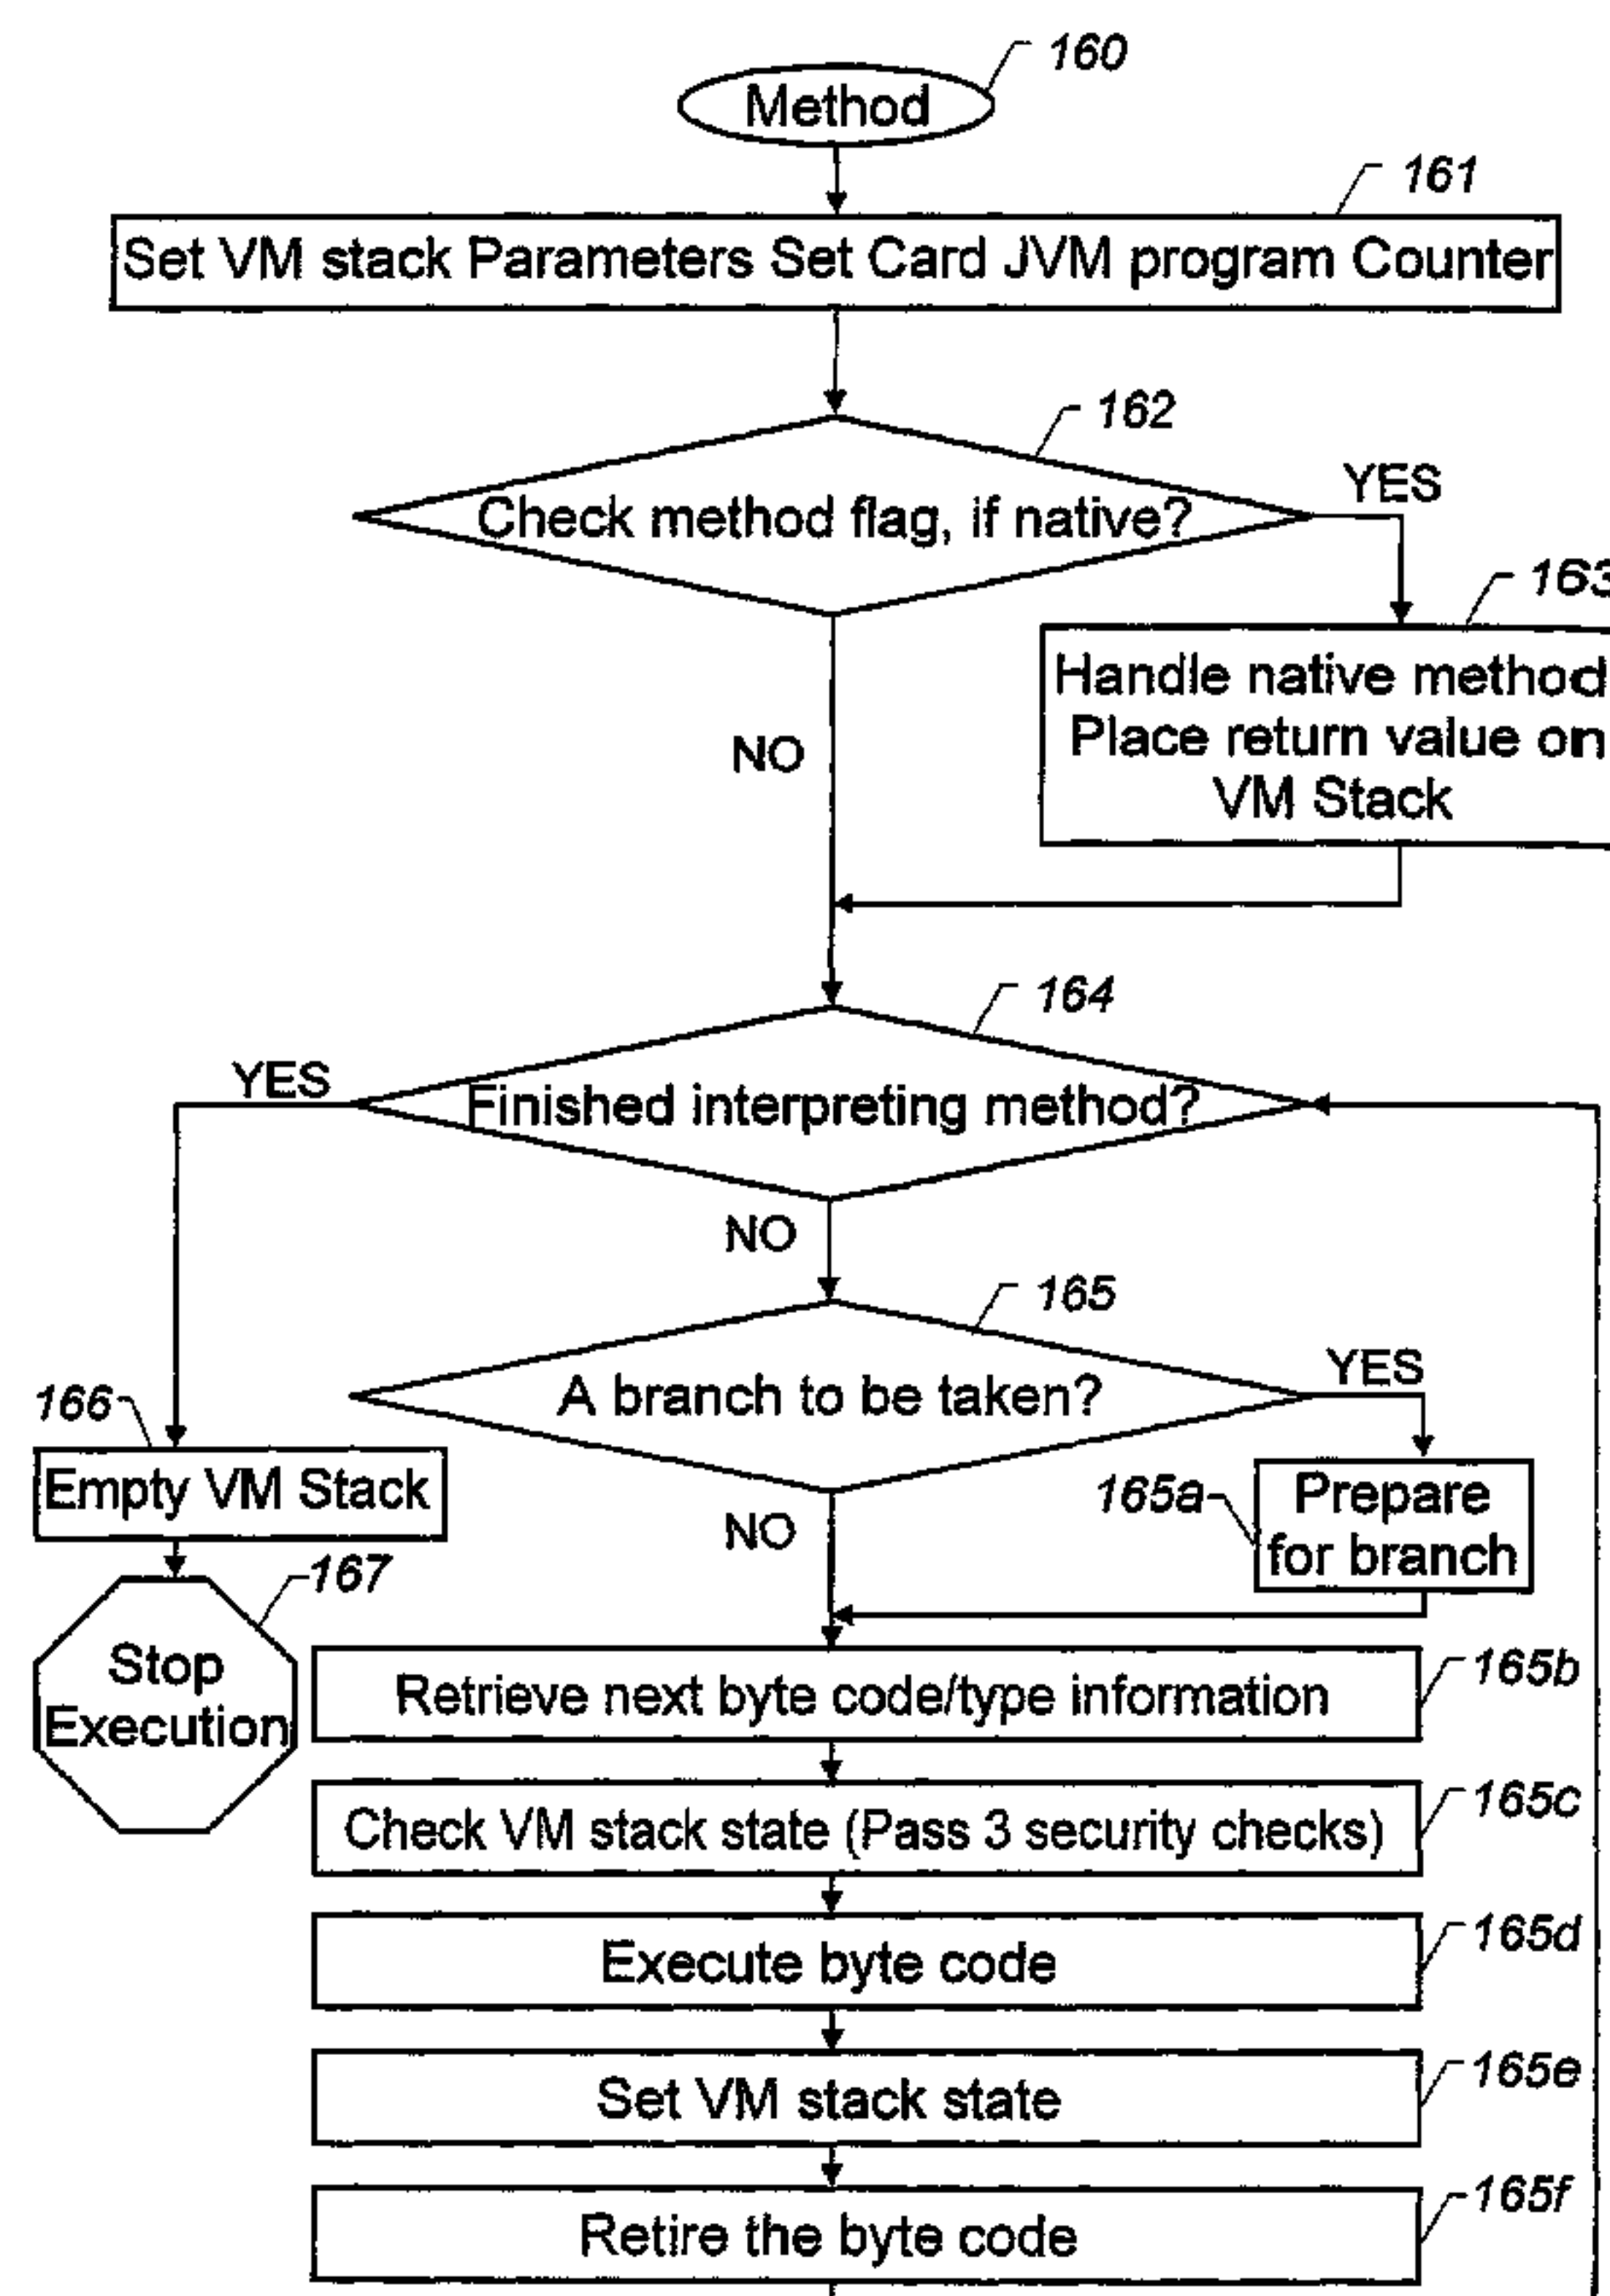 160
Method
161
Set VM stack Parameters Set Card JVM program Counter
162
Check method flag, if native?
YES
163
Handle native method
Place return value on
VM Stack
NO
164
YES
Finished interpreting method?
NO
165
A branch to be taken?
YES
166
Empty VM Stack
165a
Prepare
for branch
NO
167
Stop
Execution
165b
Retrieve next byte code/type information
165c
Check VM stack state (Pass 3 security checks)
165d
Execute byte code
165e
Set VM stack state
165f
Retire the byte code